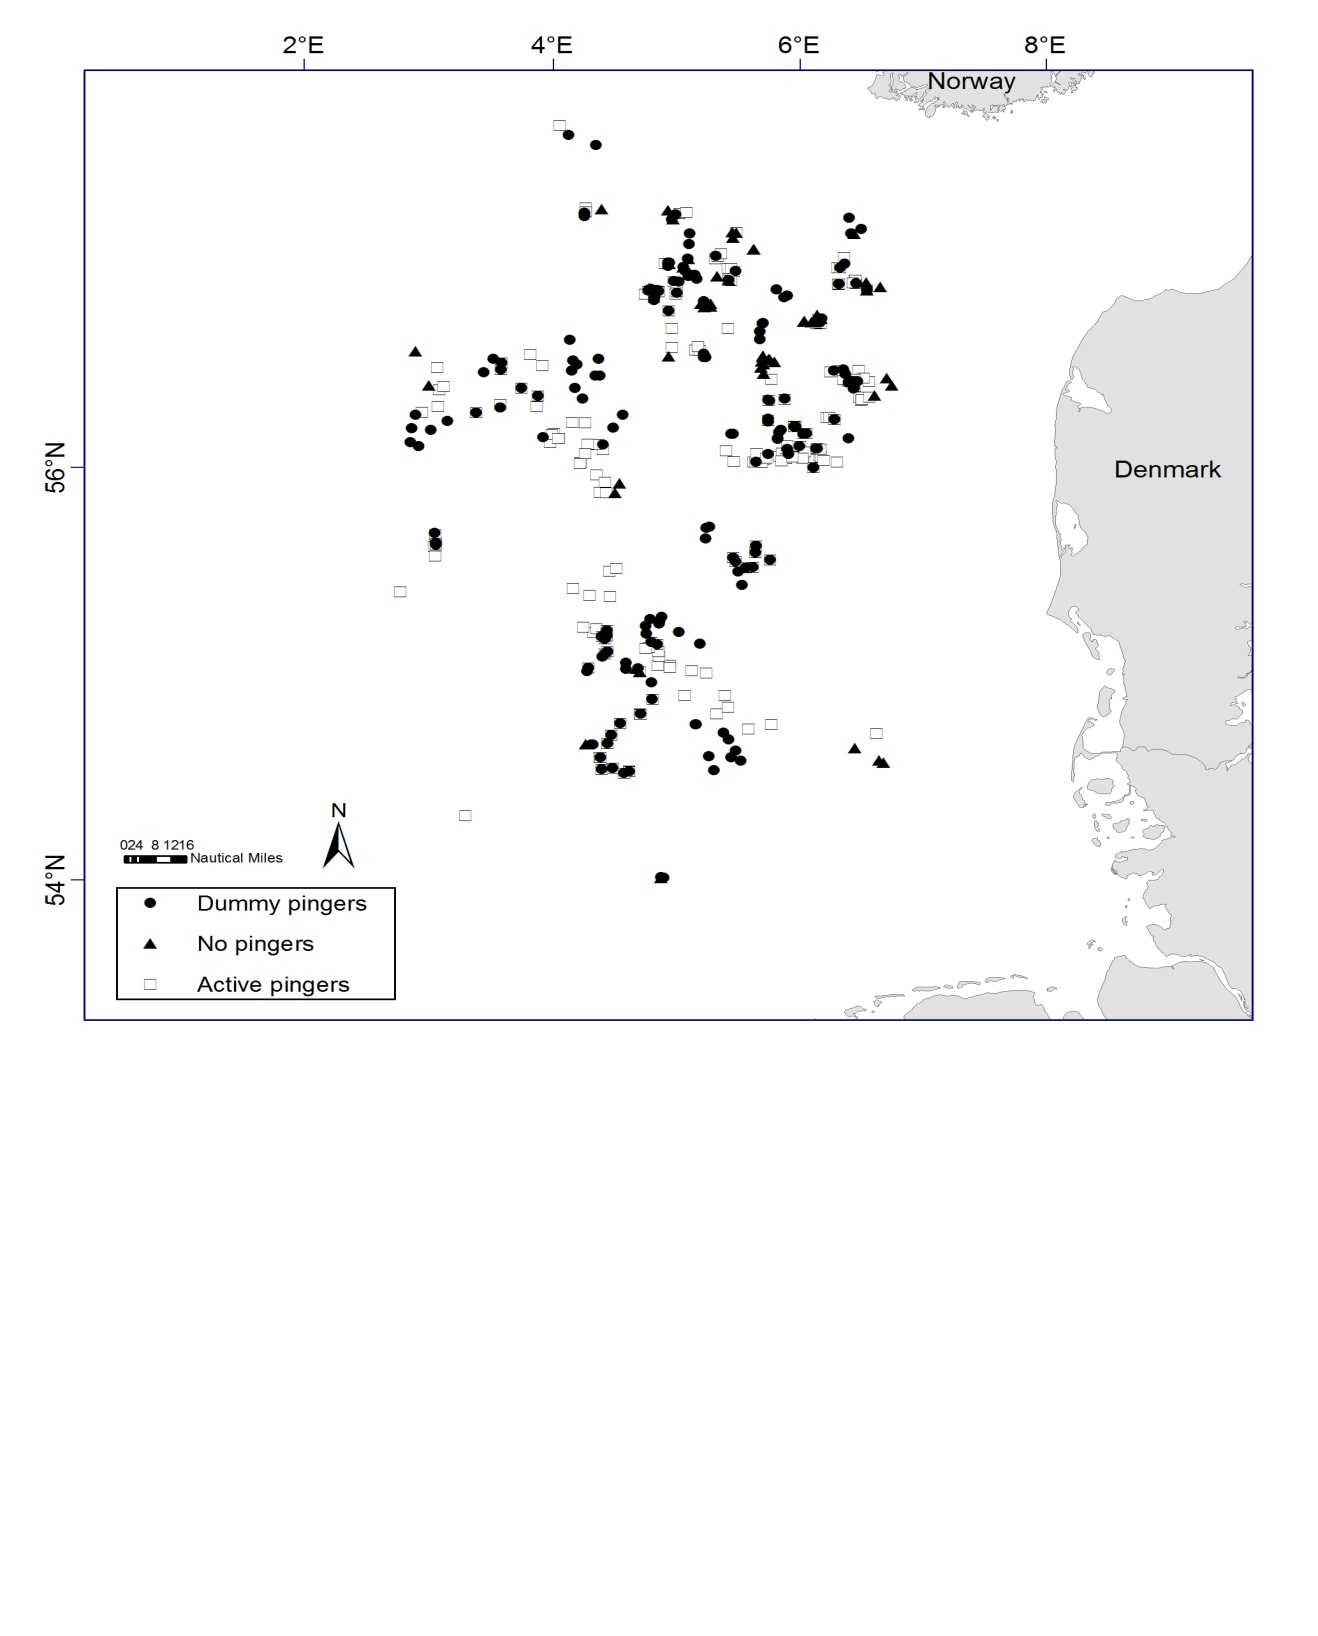 2°E 4°E 6°E 8°E
Norway
56°N
Denmark
N
024 8 1216
Nautical Miles
54°N
Dummy pingers
No pingers
Active pingers